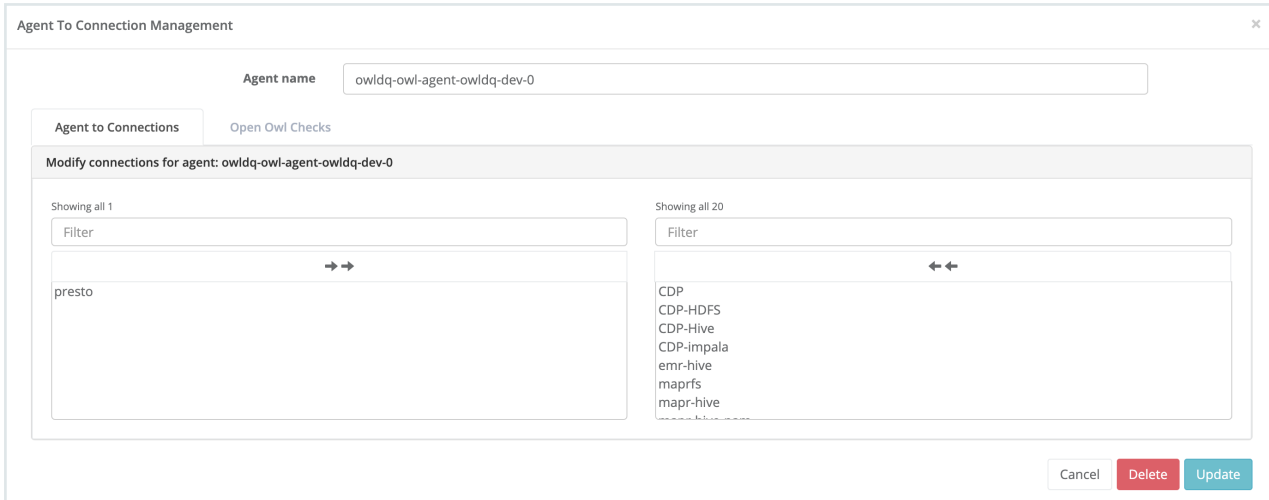 Agent To Connection Management
×
Agent name
owldq-owl-agent-owldq-dev-0
Agent to Connections
Open Owl Checks
Modify connections for agent: owldq-owl-agent-owldq-dev-0
Showing all 1
Filter
presto
Showing all 20
Filter
CDP
CDP-HDFS
CDP-Hive
CDP-impala
emr-hive
maprfs
mapr-hive
Cancel
Delete
Update